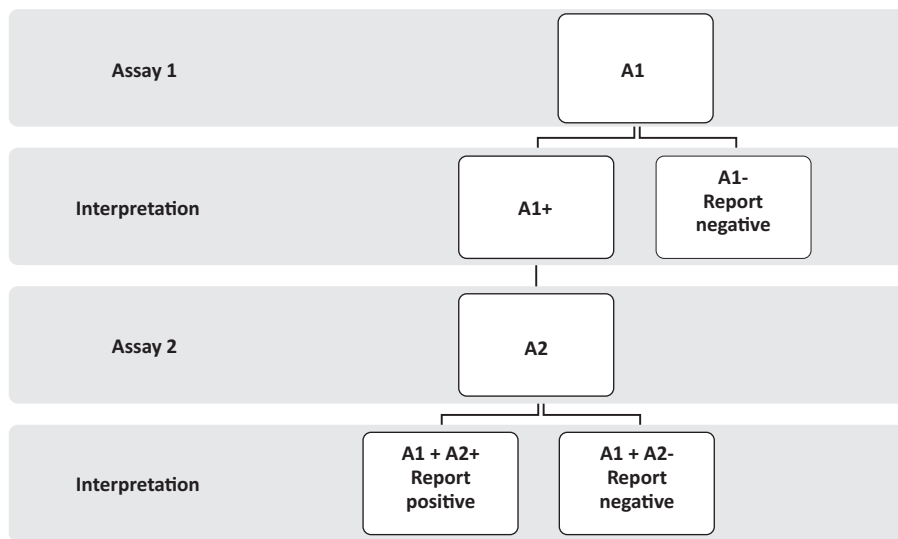 Assay 1
A1
Interpretation
A1+
A1-
Report
negative
Assay 2
A2
Interpretation
A1 + A2+
Report
positive
A1 + A2-
Report
negative